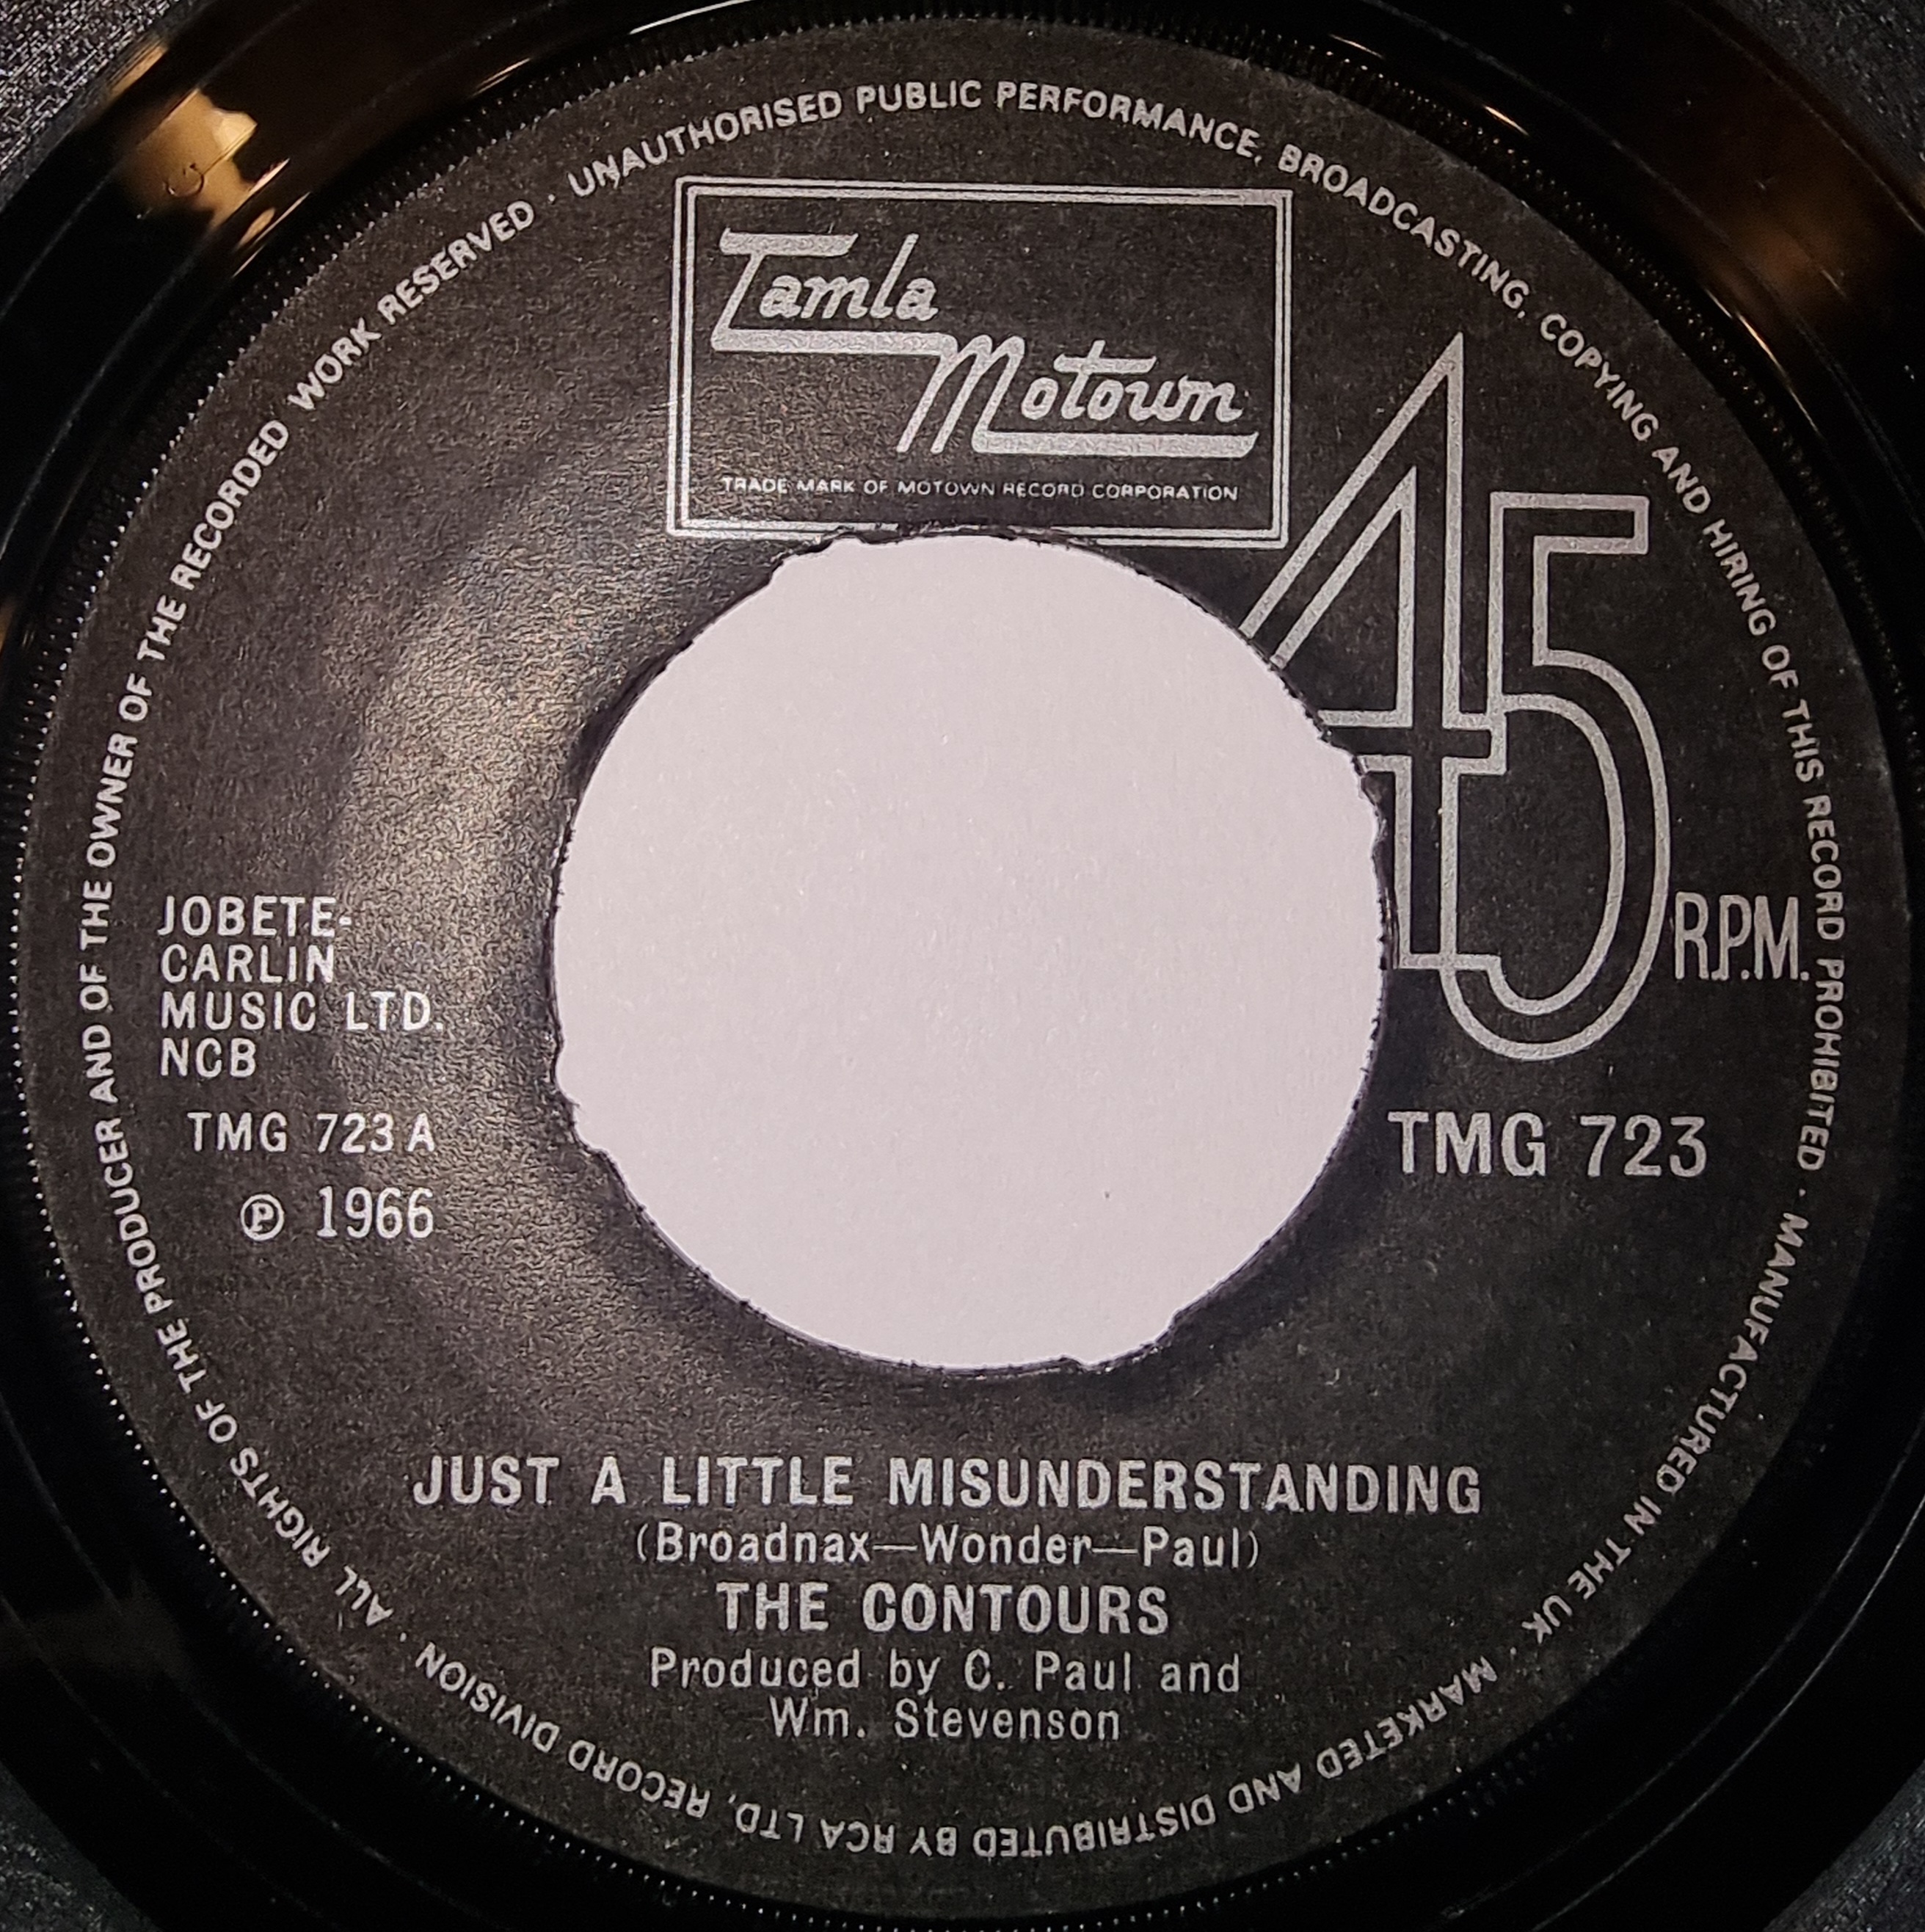 ALL RIGHTS OF THE PRODUCER AND OF THE OWNER OF THE RECORDED WORK RESERVED · UNAUTHORISED PUBLIC PERFORMANCE, BROADCASTING, COPYING AND HIRING OF THIS RECORD PROHIBITED · MANUFACTURED IN THE UK · MARKETED AND DISTRIBUTED BY RCA LTD, RECORD DIVISION ·
Tamla
Motown
TRADE MARK OF MOTOWN RECORD CORPORATION
45
R.P.M.
JOBETE-
CARLIN
MUSIC LTD.
NCB
TMG 723 A
℗ 1966
TMG 723
JUST A LITTLE MISUNDERSTANDING
(Broadnax—Wonder—Paul)
THE CONTOURS
Produced by C. Paul and
Wm. Stevenson